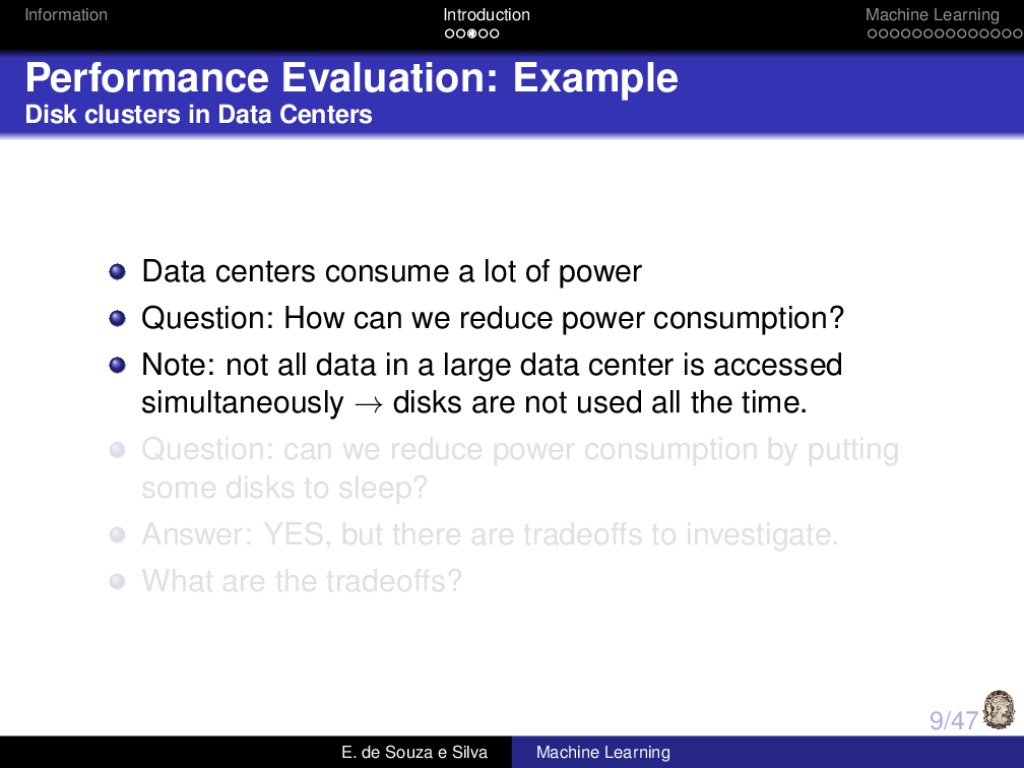 Information
Introduction
Machine Learning
Performance Evaluation: Example
Disk clusters in Data Centers
Data centers consume a lot of power
Question: How can we reduce power consumption?
Note: not all data in a large data center is accessed
simultaneously → disks are not used all the time.
Question: can we reduce power consumption by putting
some disks to sleep?
Answer: YES, but there are tradeoffs to investigate.
What are the tradeoffs?
9/47
E. de Souza e Silva
Machine Learning